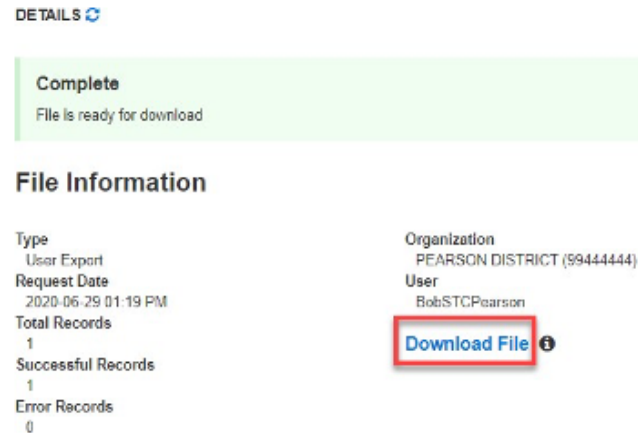 DETAILS
Complete
File is ready for download
File Information
Type
User Export
Request Date
2020-06-29 01:19 PM
Total Records
1
Successful Records
1
Error Records
0
Organization
PEARSON DISTRICT (99444444)
User
BobSTCPearson
Download File